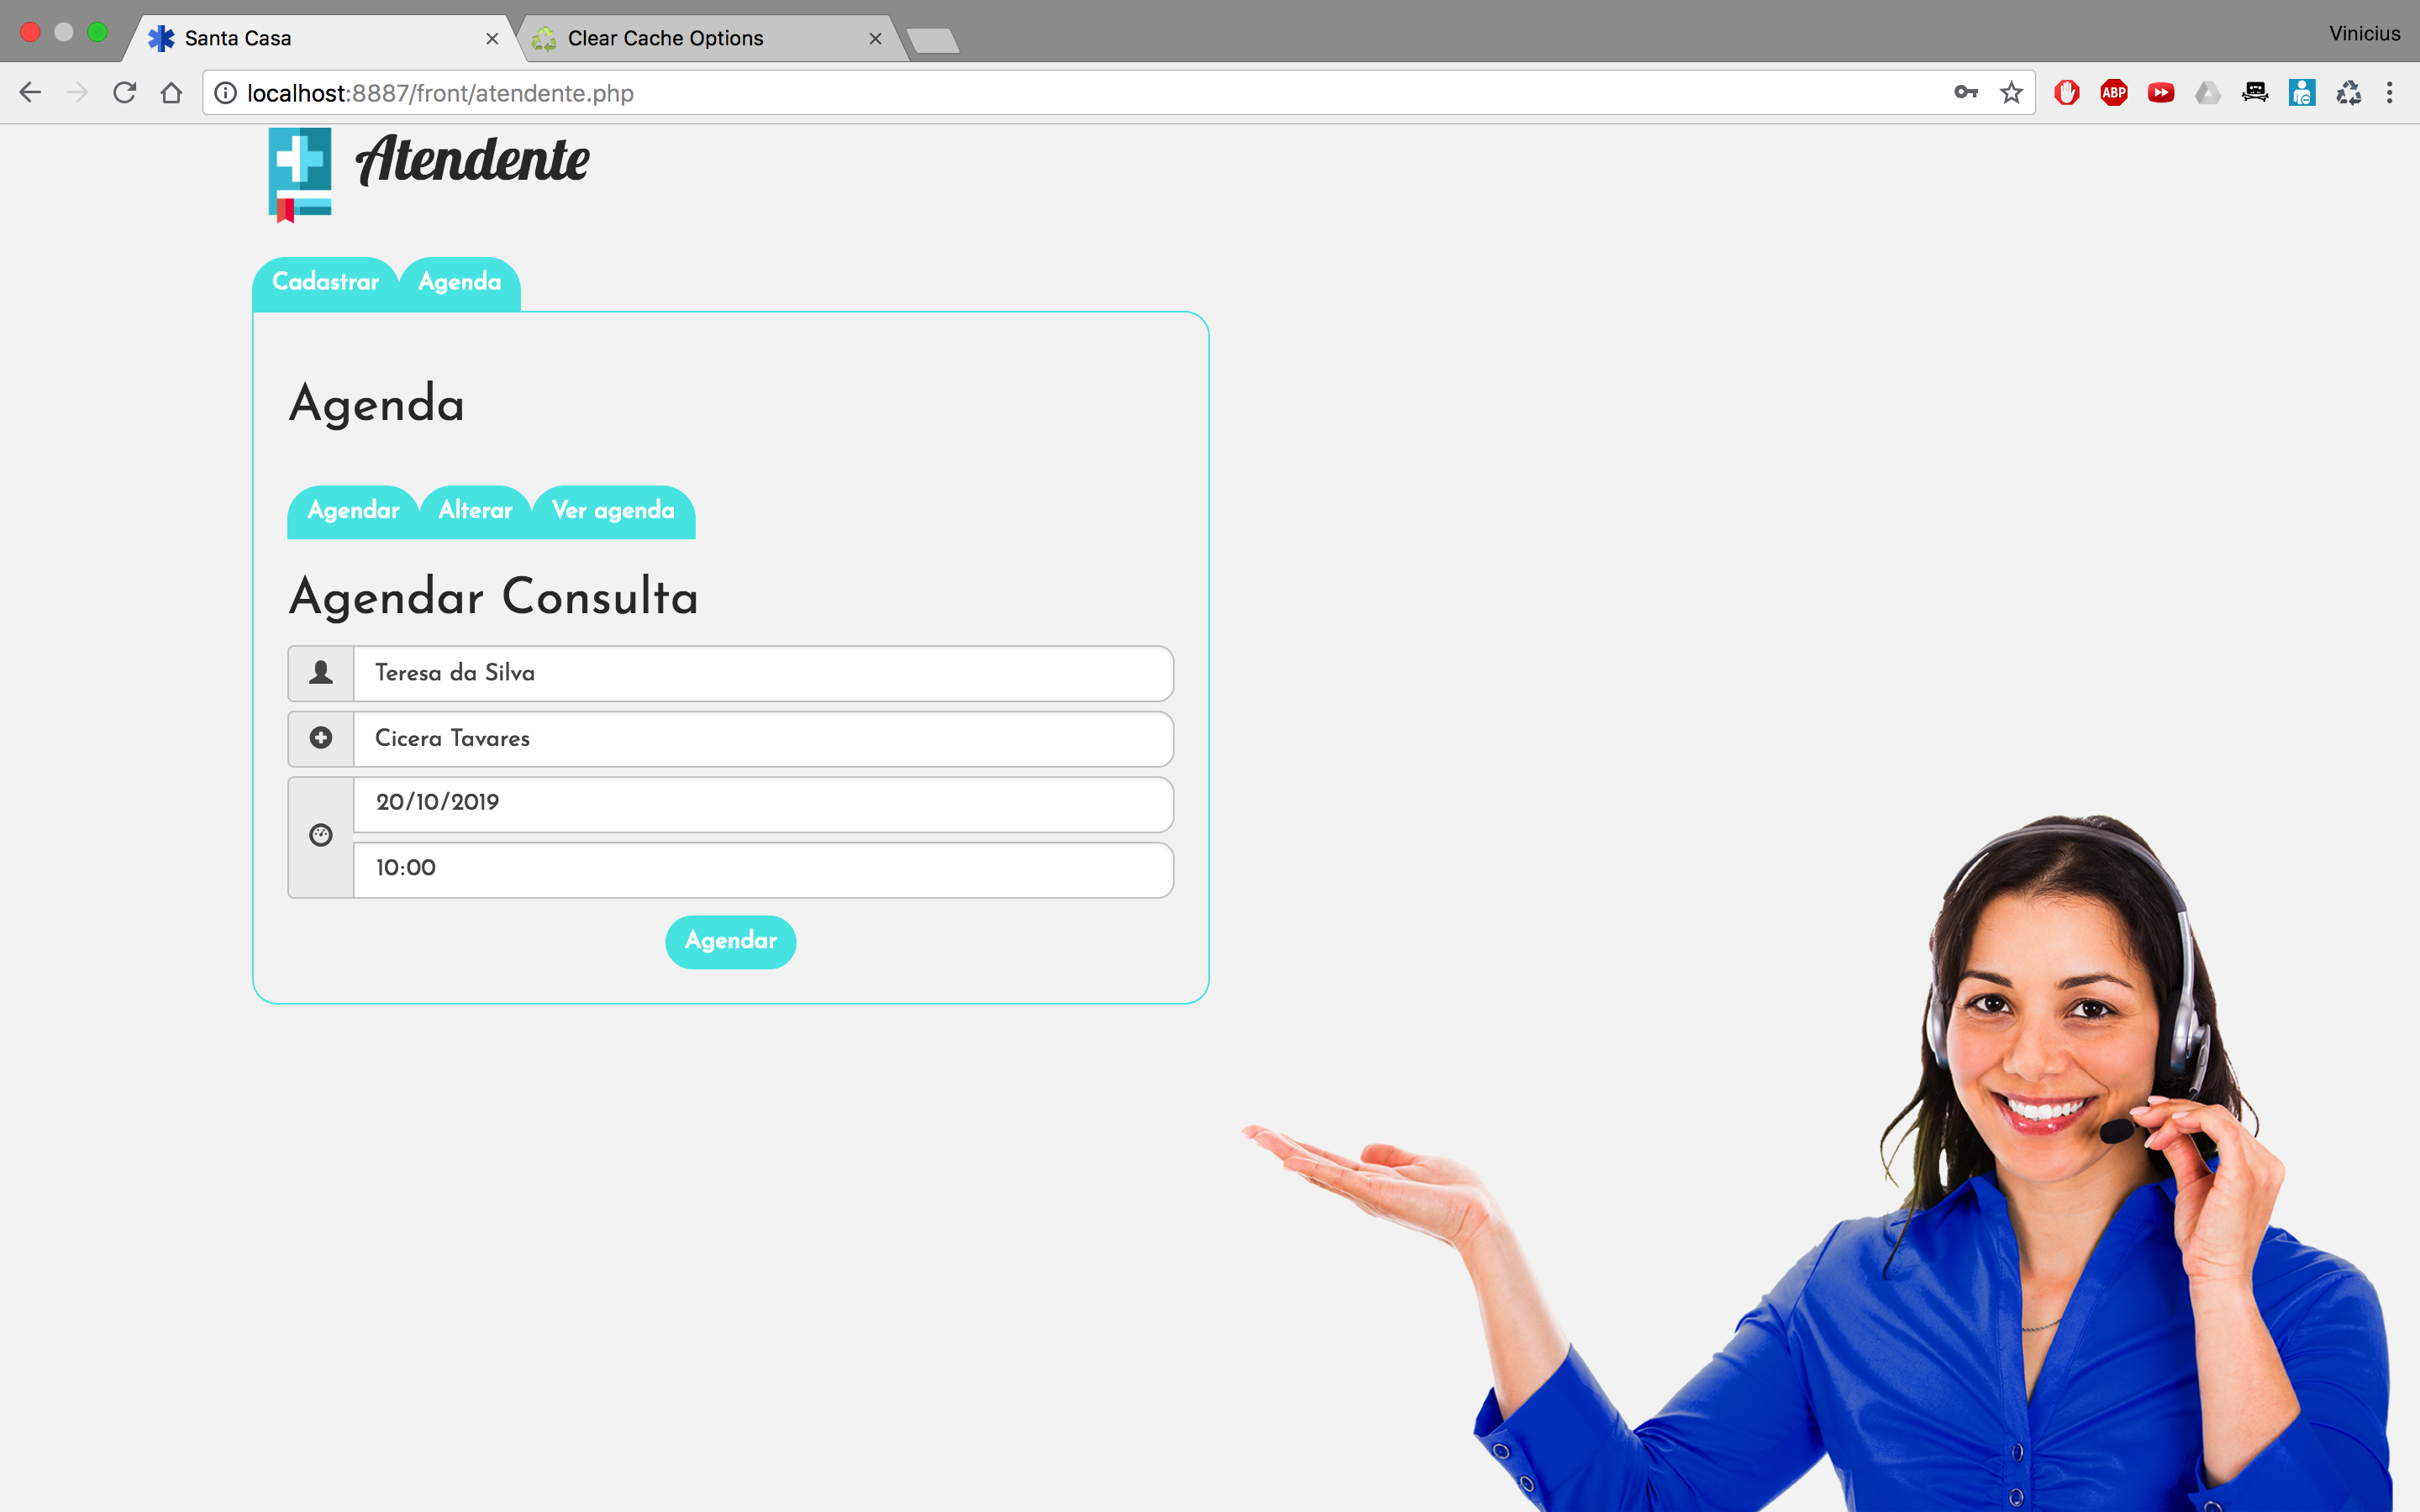 Santa Casa
Clear Cache Options
Vinicius
localhost:8887/front/atendente.php
ABP
Atendente
Cadastrar
Agenda
Agenda
Agendar
Alterar
Ver agenda
Agendar Consulta
Teresa da Silva
Cicera Tavares
20/10/2019
10:00
Agendar